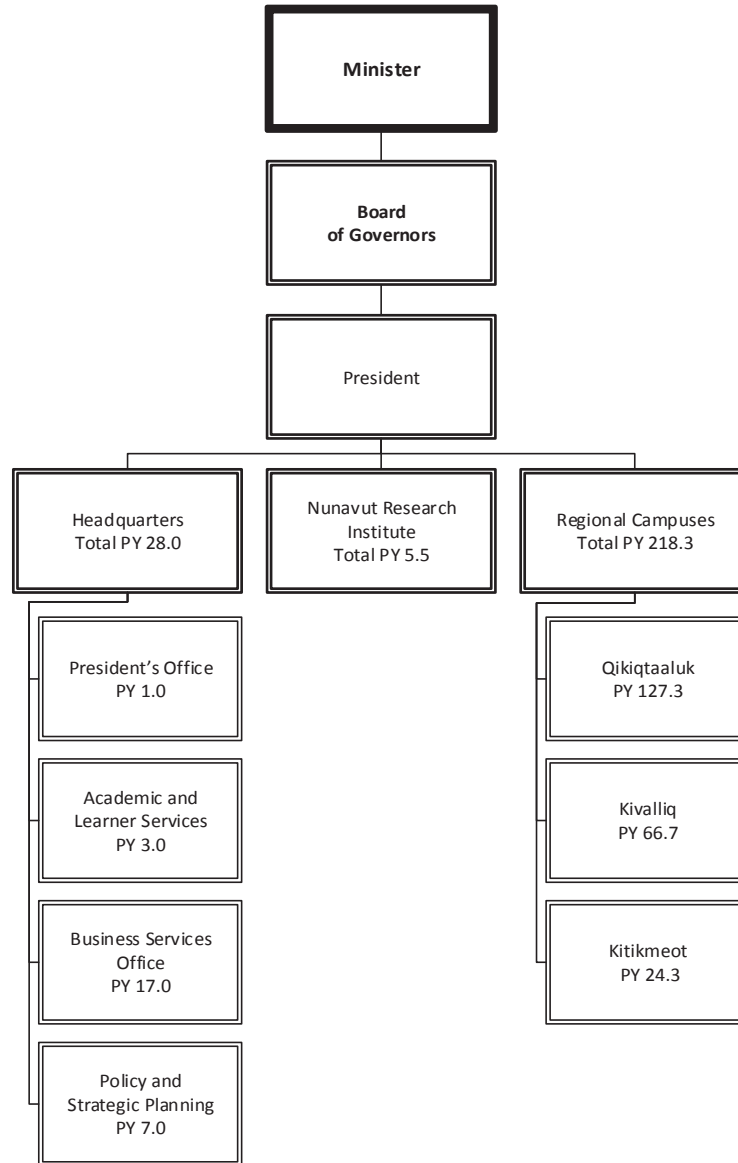 Minister
Board
of Governors
President
Headquarters
Total PY 28.0
Nunavut Research
Institute
Total PY 5.5
Regional Campuses
Total PY 218.3
President’s Office
PY 1.0
Academic and
Learner Services
PY 3.0
Business Services
Office
PY 17.0
Policy and
Strategic Planning
PY 7.0
Qikiqtaaluk
PY 127.3
Kivalliq
PY 66.7
Kitikmeot
PY 24.3